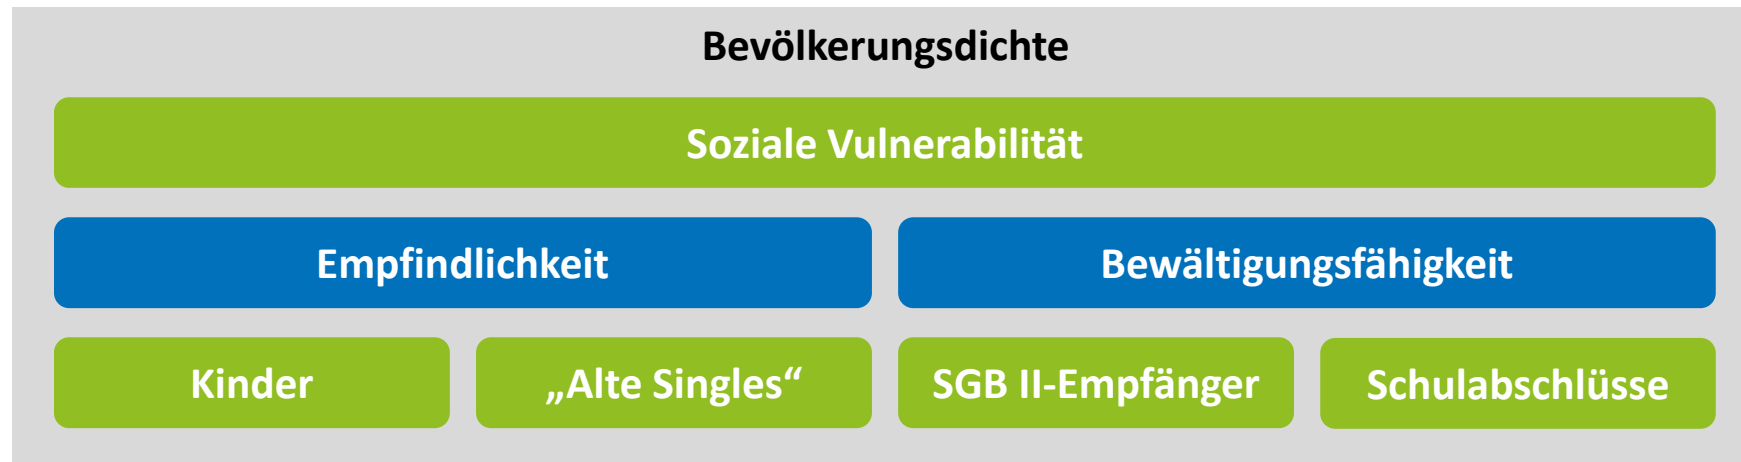 Bevölkerungsdichte
Soziale Vulnerabilität
Empfindlichkeit
Bewältigungsfähigkeit
Kinder
„Alte Singles“
SGB II-Empfänger
Schulabschlüsse